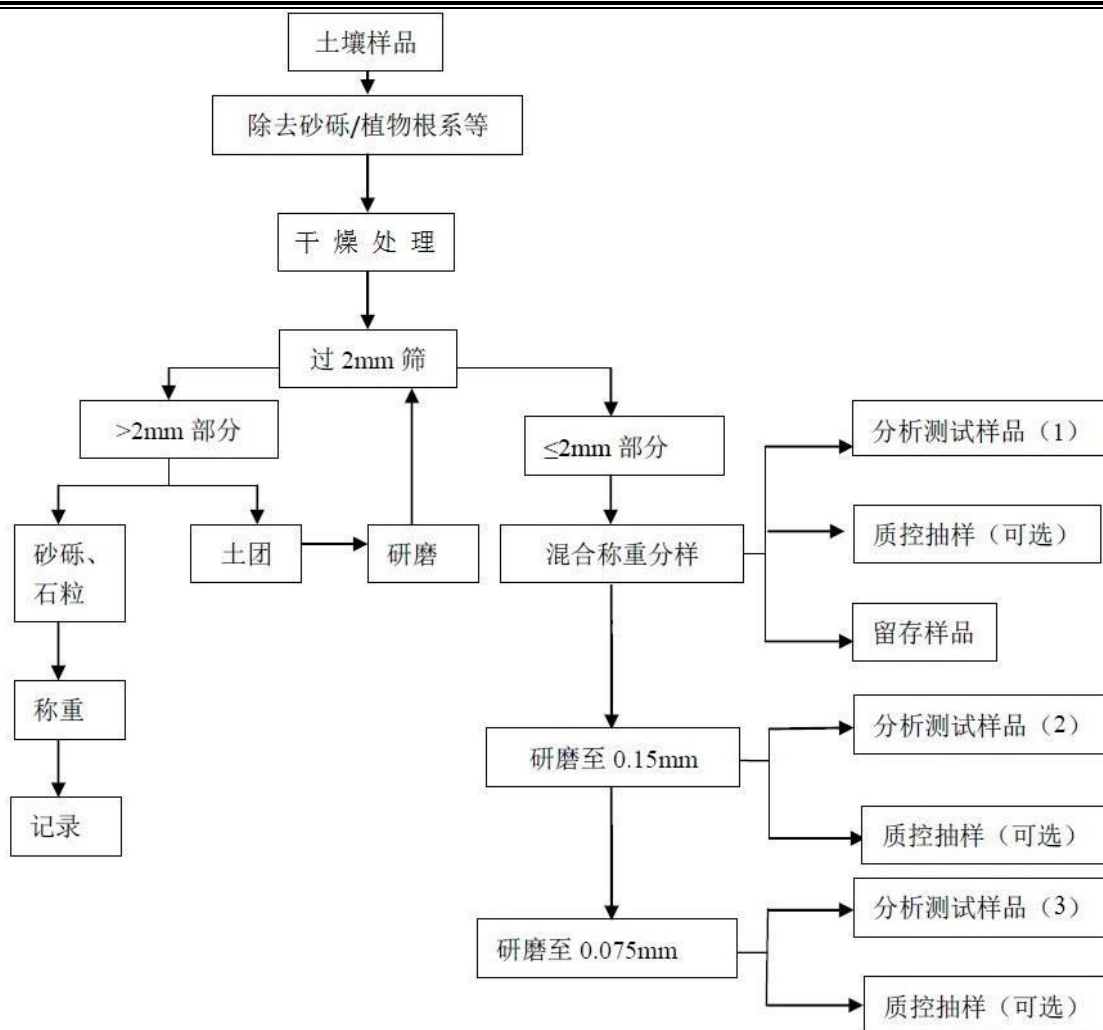 土壤样品
除去砂砾/植物根系等
干 燥 处 理
过 2mm 筛
>2mm 部分
≤2mm 部分
分析测试样品（1）
砂砾、
石粒
土团
研磨
混合称重分样
质控抽样（可选）
留存样品
称重
研磨至 0.15mm
分析测试样品（2）
记录
质控抽样（可选）
研磨至 0.075mm
分析测试样品（3）
质控抽样（可选）